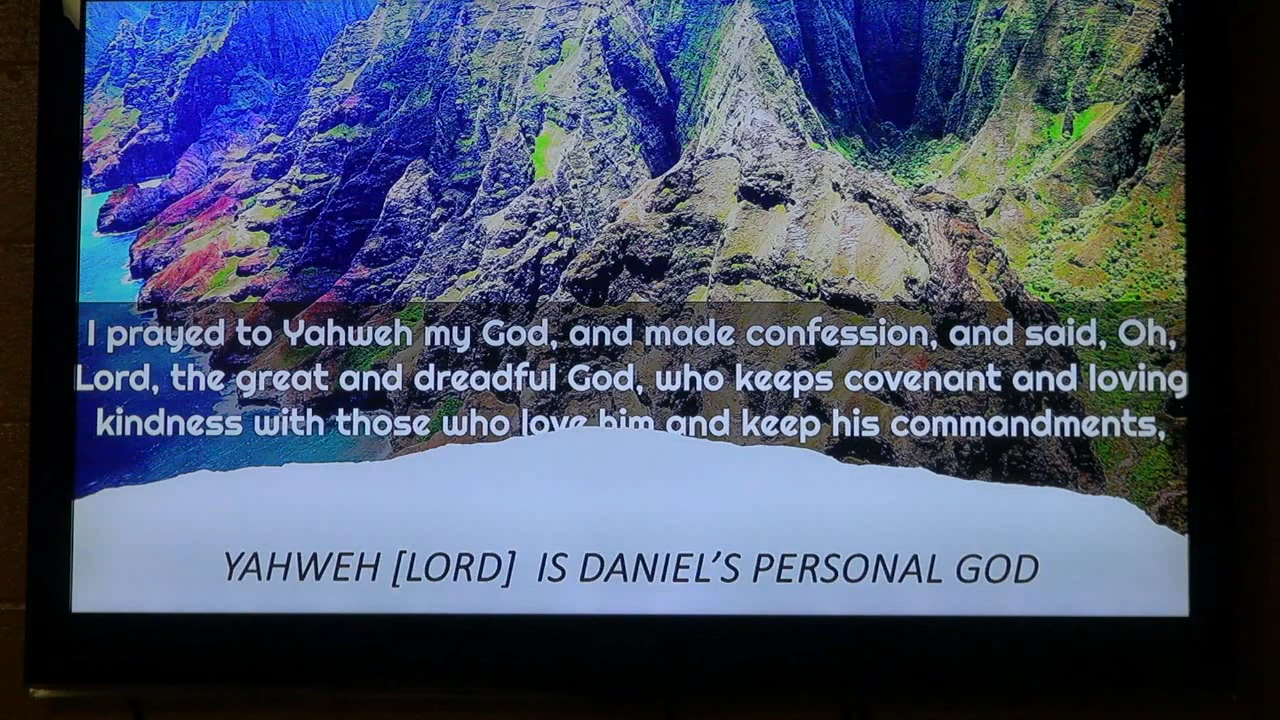 I prayed to Yahweh my God, and made confession, and said, Oh,
Lord, the great and dreadful God, who keeps covenant and loving
kindness with those who love him and keep his commandments,
YAHWEH [LORD] IS DANIEL'S PERSONAL GOD